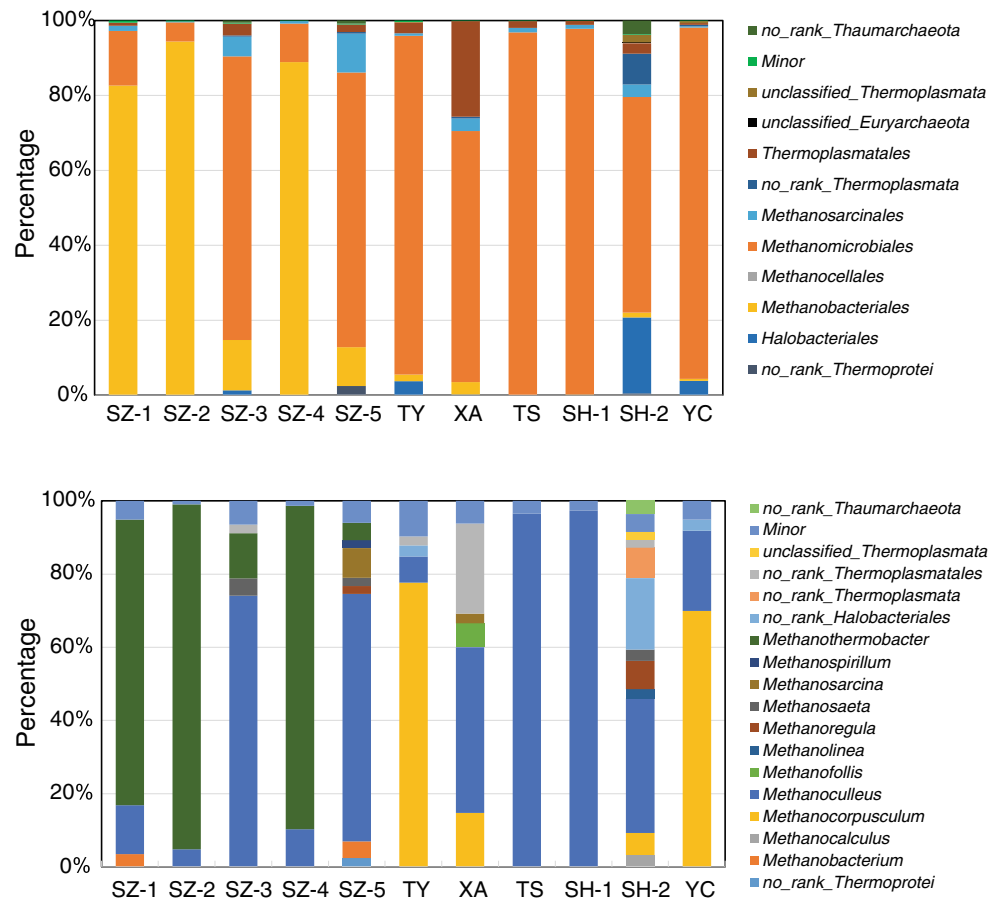 Percentage
100%
80%
60%
40%
20%
0%
SZ-1 SZ-2 SZ-3 SZ-4 SZ-5 TY XA TS SH-1 SH-2 YC
no_rank_Thaumarchaeota
Minor
unclassified_Thermoplasmata
unclassified_Euryarchaeota
Thermoplasmatales
no_rank_Thermoplasmata
Methanosarcinales
Methanomicrobiales
Methanocellales
Methanobacteriales
Halobacteriales
no_rank_Thermoprotei
Percentage
100%
80%
60%
40%
20%
0%
SZ-1 SZ-2 SZ-3 SZ-4 SZ-5 TY XA TS SH-1 SH-2 YC
no_rank_Thaumarchaeota
Minor
unclassified_Thermoplasmata
no_rank_Thermoplasmatales
no_rank_Thermoplasmata
no_rank_Halobacteriales
Methanothermobacter
Methanospirillum
Methanosarcina
Methanosaeta
Methanoregula
Methanolinea
Methanofollis
Methanoculleus
Methanocorpusculum
Methanocalculus
Methanobacterium
no_rank_Thermoprotei